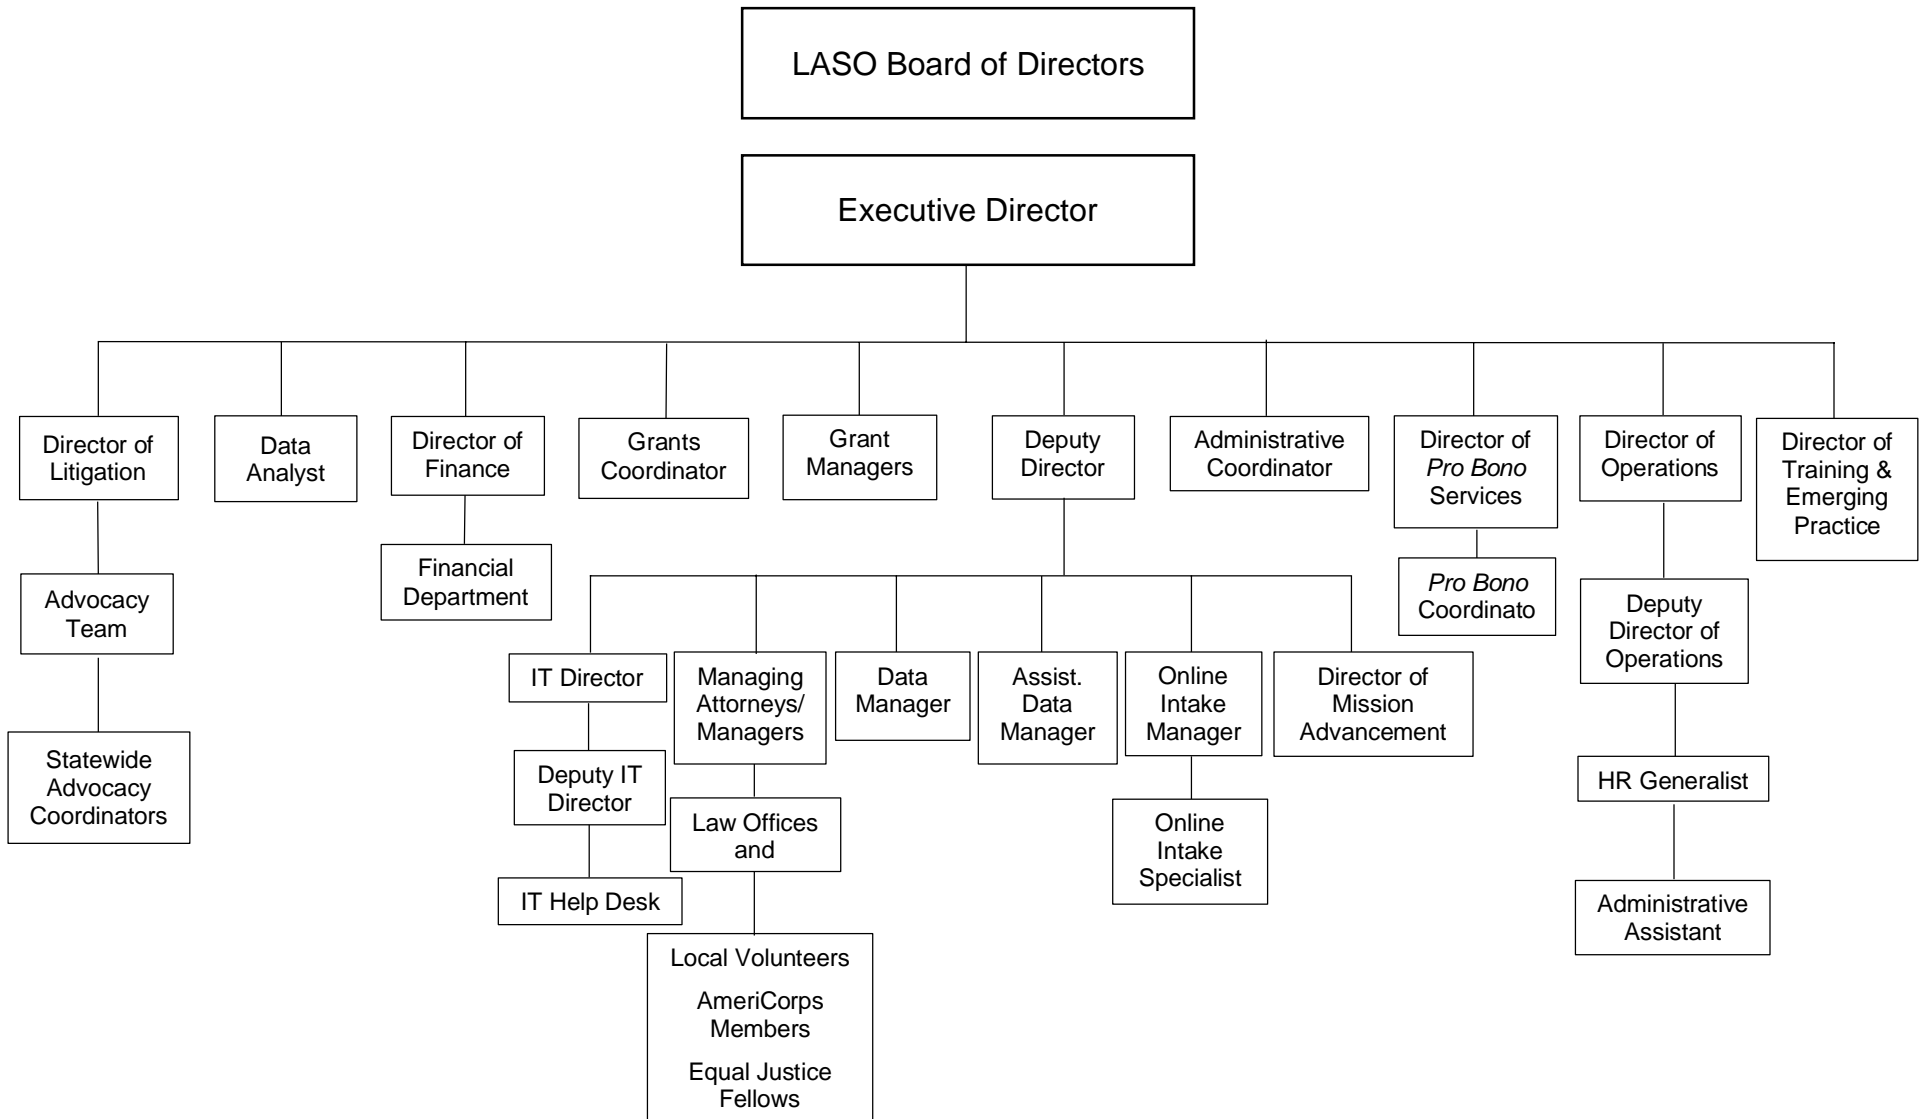 LASO Board of Directors
Executive Director
Director of
Litigation
Data
Analyst
Director of
Finance
Grants
Coordinator
Grant
Managers
Deputy
Director
Administrative
Coordinator
Director of
Pro Bono
Services
Director of
Operations
Director of
Training &
Emerging
Practice
Advocacy
Team
Financial
Department
Pro Bono
Coordinato
Deputy
Director of
Operations
Statewide
Advocacy
Coordinators
IT Director
Managing
Attorneys/
Managers
Data
Manager
Assist.
Data
Manager
Online
Intake
Manager
Director of
Mission
Advancement
Deputy IT
Director
Law Offices
and
Online
Intake
Specialist
HR Generalist
IT Help Desk
Administrative
Assistant
Local Volunteers
AmeriCorps
Members
Equal Justice
Fellows